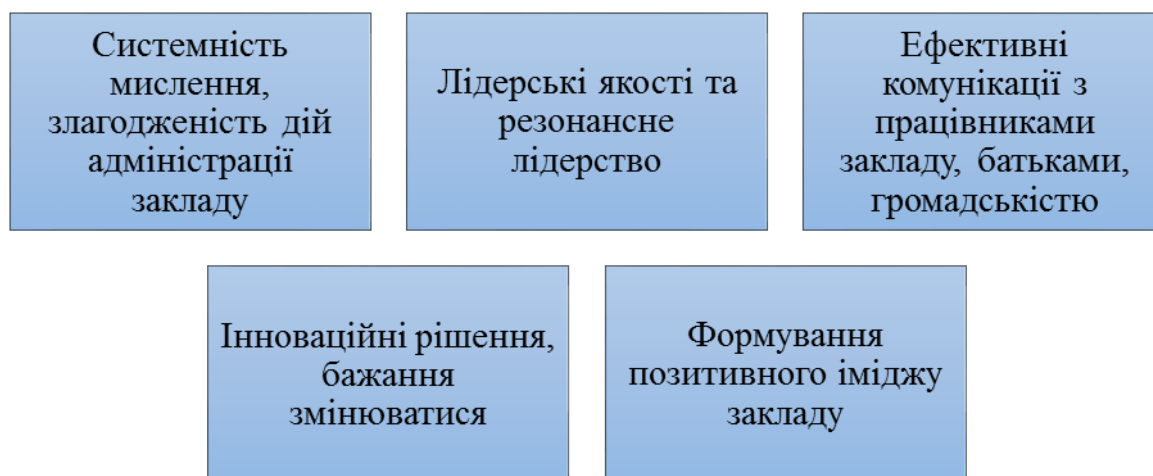 Системність
мислення,
злагодженість дій
адміністрації
закладу
Лідерські якості та
резонансне
лідерство
Ефективні
комунікації з
працівниками
закладу, батьками,
громадськістю
Інноваційні рішення,
бажання
змінюватися
Формування
позитивного іміджу
закладу